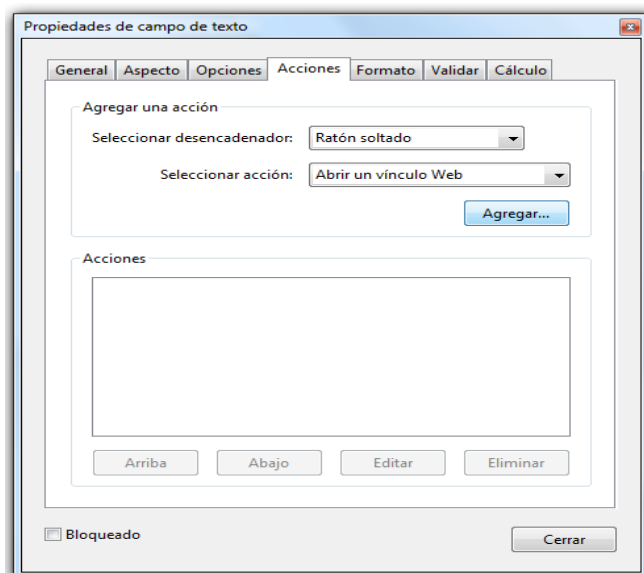 Propiedades de campo de texto
General Aspecto Opciones Acciones Formato Validar Cálculo
Agregar una acción
Seleccionar desencadenador: Ratón soltado
Seleccionar acción: Abrir un vínculo Web
Agregar...
Acciones
Arriba Abajo Editar Eliminar
Bloqueado
Cerrar